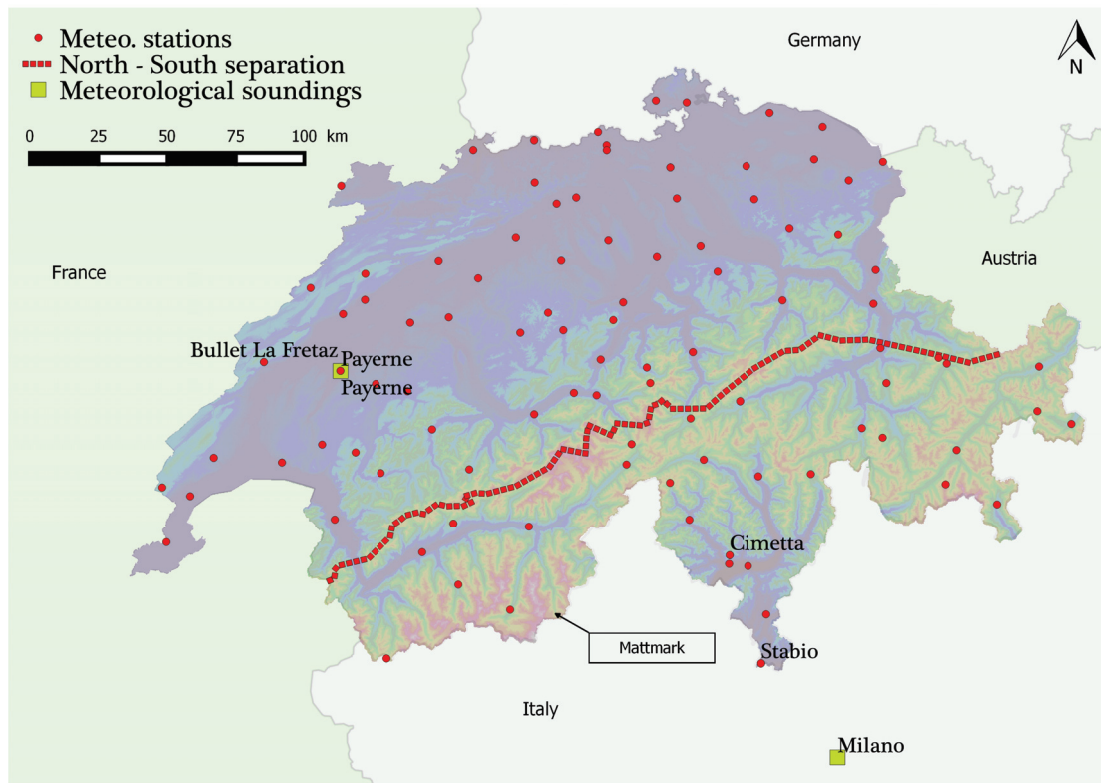 Meteo. stations
North - South separation
Meteorological soundings
0 25 50 75 100 km
Germany
N
France
Austria
Bullet La Fretaz
Payerne
Payerne
Cimetta
Mattmark
Stabio
Italy
Milano